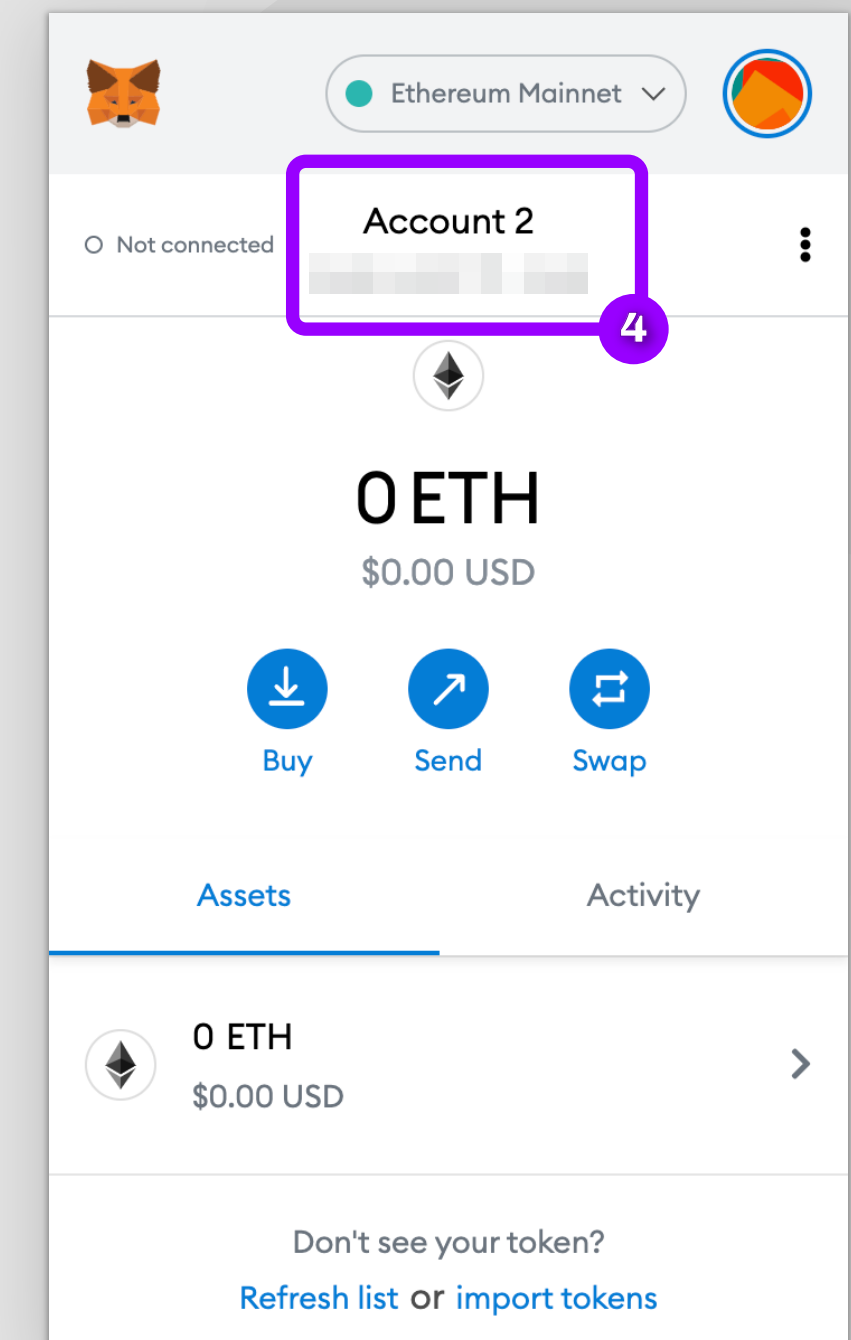 Ethereum Mainnet
Not connected
Account 2
4
0 ETH
$0.00 USD
Buy
Send
Swap
Assets
Activity
0 ETH
$0.00 USD
Don't see your token?
Refresh list or import tokens